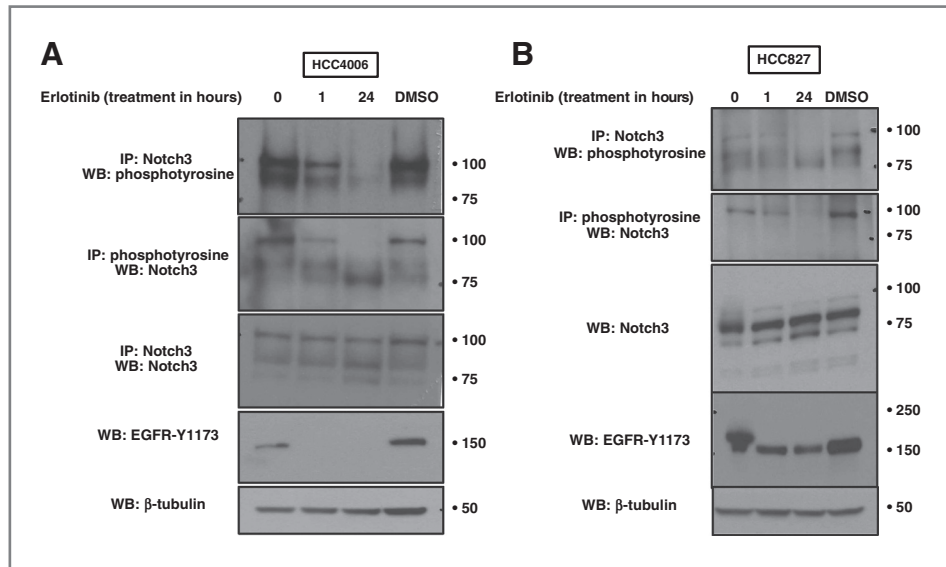 A
HCC4006
Erlotinib (treatment in hours) 0 1 24 DMSO
IP: Notch3
WB: phosphotyrosine
• 100
• 75
IP: phosphotyrosine
WB: Notch3
• 100
• 75
IP: Notch3
WB: Notch3
• 100
• 75
WB: EGFR-Y1173
• 150
WB: β-tubulin
• 50
B
HCC827
Erlotinib (treatment in hours) 0 1 24 DMSO
IP: Notch3
WB: phosphotyrosine
• 100
• 75
IP: phosphotyrosine
WB: Notch3
• 100
• 75
WB: Notch3
• 100
• 75
WB: EGFR-Y1173
• 250
• 150
WB: β-tubulin
• 50